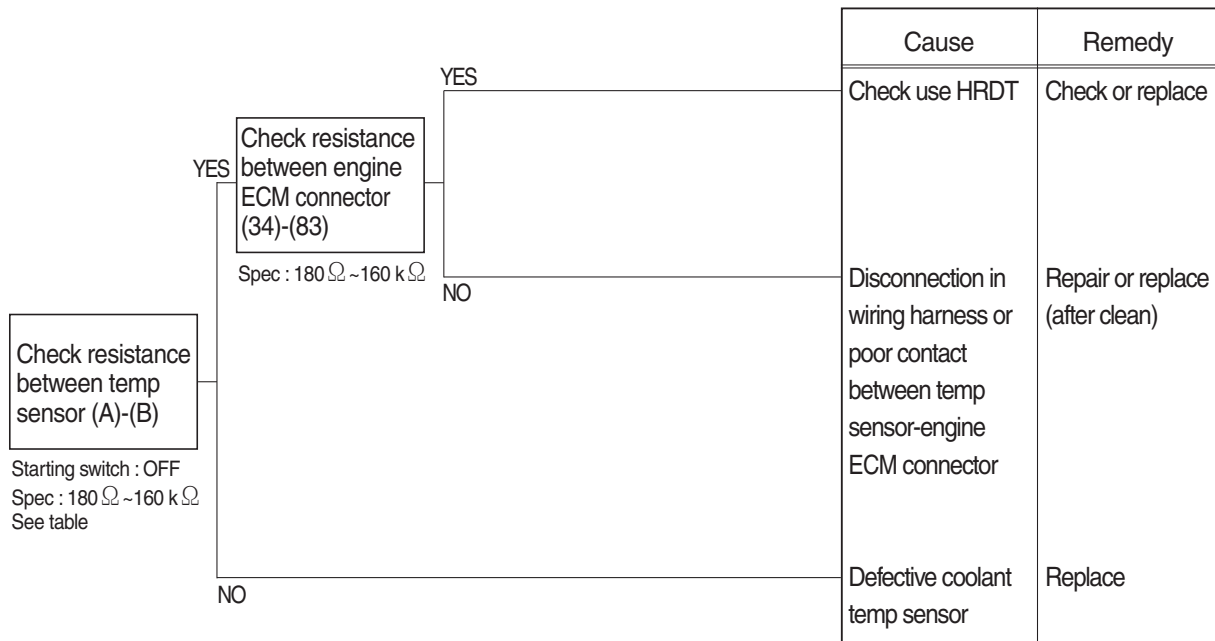 Cause
Remedy
YES
Check use HRDT
Check or replace
YES
Check resistance
between engine
ECM connector
(34)-(83)
Spec : 180 Ω ~160 k Ω
NO
Disconnection in
wiring harness or
poor contact
between temp
sensor-engine
ECM connector
Repair or replace
(after clean)
Check resistance
between temp
sensor (A)-(B)
Starting switch : OFF
Spec : 180 Ω ~160 k Ω
See table
NO
Defective coolant
temp sensor
Replace